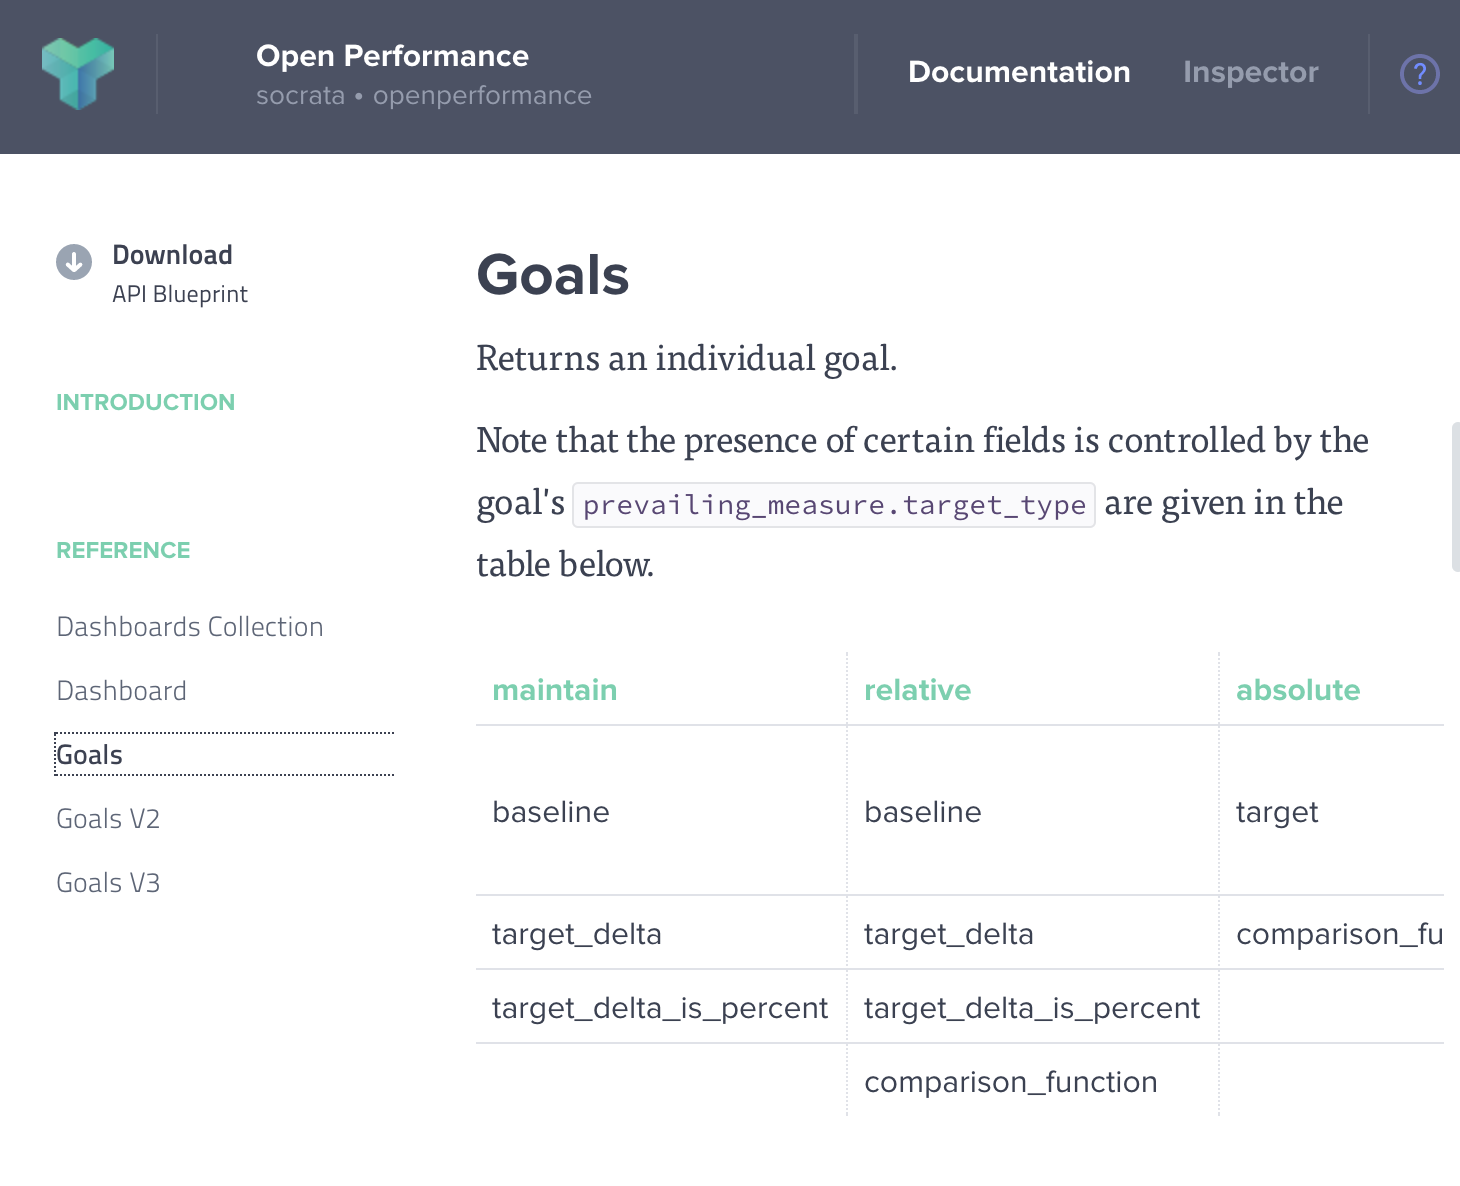 Open Performance
socrata • openperformance
Documentation
Inspector
?
Download
API Blueprint
INTRODUCTION
REFERENCE
Dashboards Collection
Dashboard
Goals
Goals V2
Goals V3
Goals
Returns an individual goal.
Note that the presence of certain fields is controlled by the
goal's prevailing_measure.target_type are given in the
table below.
maintain relative absolute
baseline baseline target
target_delta target_delta comparison_fu
target_delta_is_percent target_delta_is_percent
comparison_function